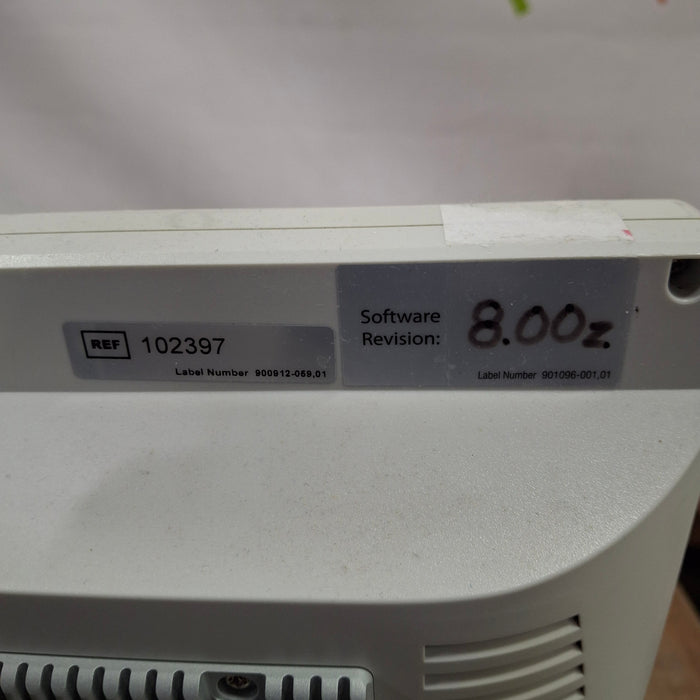 REF 102397
Label Number 900912-059,01
Software
Revision: 8.00z
Label Number 901096-001,01